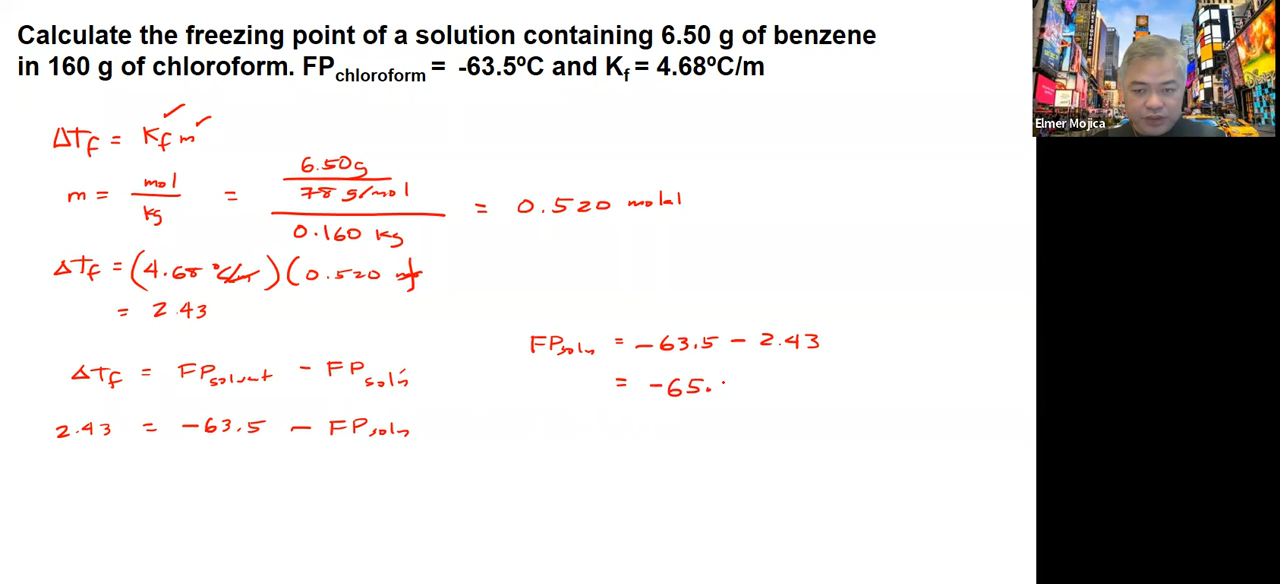 Calculate the freezing point of a solution containing 6.50 g of benzene
in 160 g of chloroform. FPchloroform = -63.5ºC and Kf = 4.68ºC/m
Elmer Mojica
ΔTf = Kf m
m = mol / kg = 6.50g / 78 g/mol / 0.160 kg = 0.520 molal
ΔTf = (4.68 °C/m)(0.520 m)
= 2.43
ΔTf = FPsolvent - FPsoln
2.43 = -63.5 - FPsoln
FPsoln = -63.5 - 2.43
= -65.